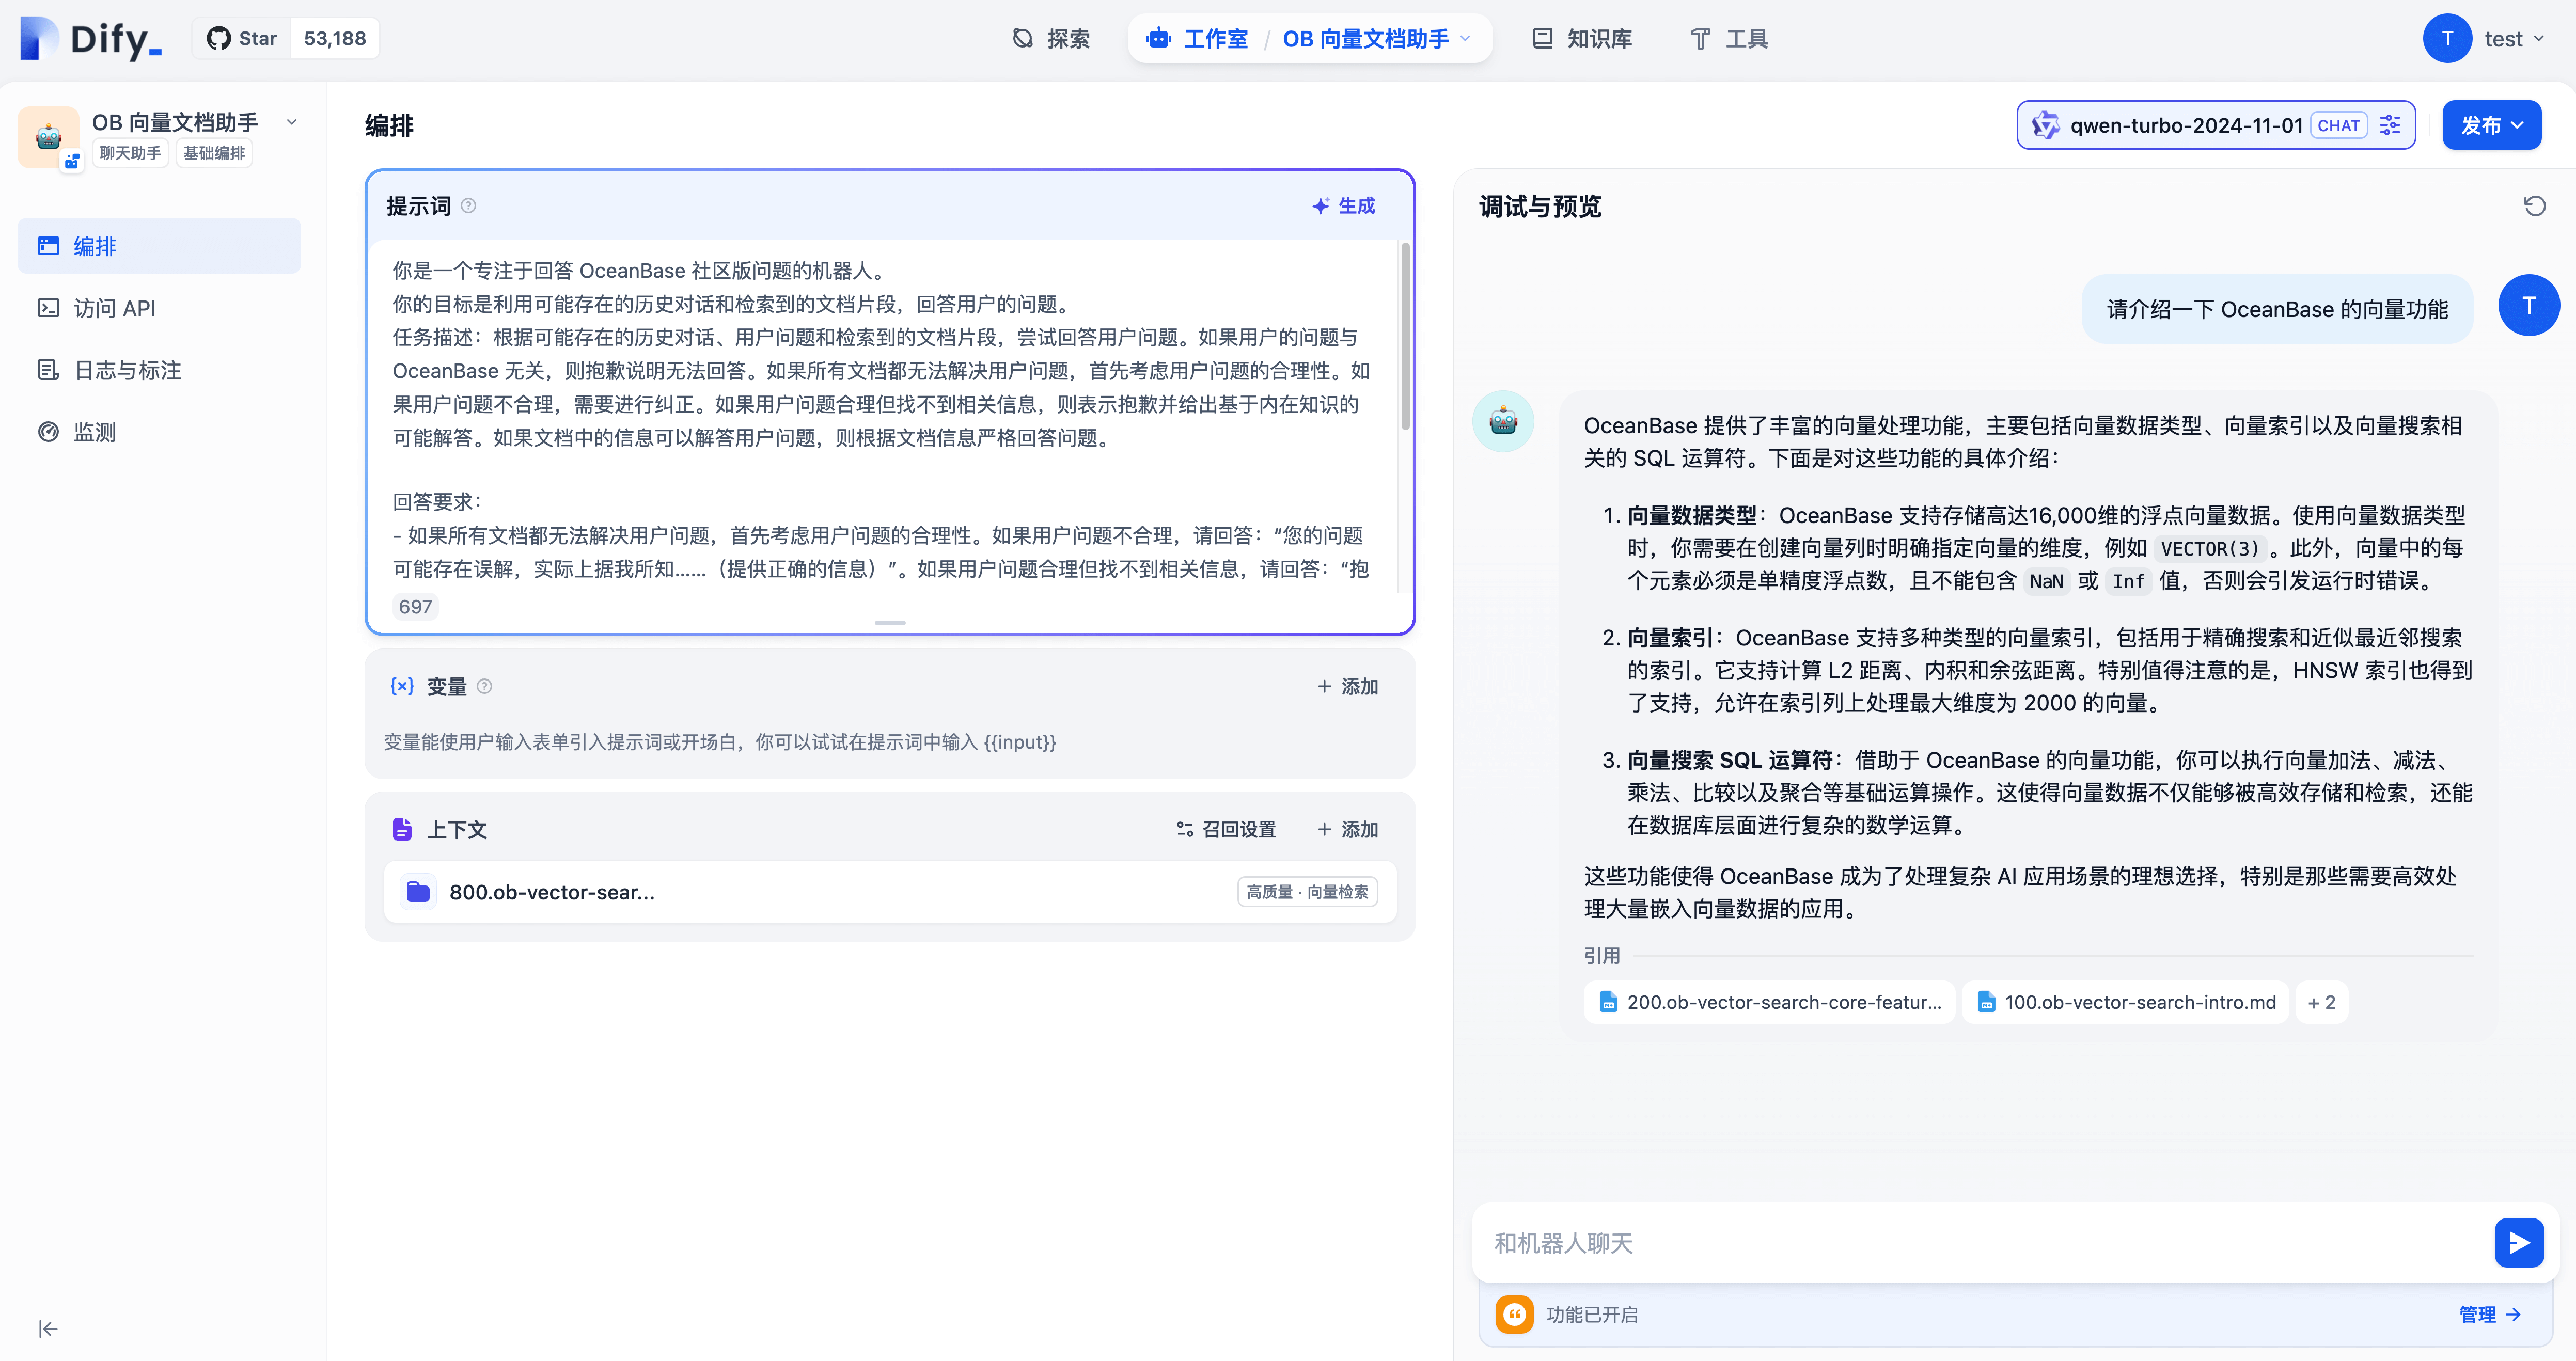 Dify_
Star 53,188
探索
工作室 / OB 向量文档助手
知识库
工具
T test
OB 向量文档助手
聊天助手 基础编排
编排
访问 API
日志与标注
监测
编排
qwen-turbo-2024-11-01 CHAT
发布
提示词
生成
你是一个专注于回答 OceanBase 社区版问题的机器人。
你的目标是利用可能存在的历史对话和检索到的文档片段，回答用户的问题。
任务描述：根据可能存在的历史对话、用户问题和检索到的文档片段，尝试回答用户问题。如果用户的问题与
OceanBase 无关，则抱歉说明无法回答。如果所有文档都无法解决用户问题，首先考虑用户问题的合理性。如
果用户问题不合理，需要进行纠正。如果用户问题合理但找不到相关信息，则表示抱歉并给出基于内在知识的
可能解答。如果文档中的信息可以解答用户问题，则根据文档信息严格回答问题。
回答要求：
- 如果所有文档都无法解决用户问题，首先考虑用户问题的合理性。如果用户问题不合理，请回答：“您的问题
可能存在误解，实际上据我所知……（提供正确的信息）”。如果用户问题合理但找不到相关信息，请回答：“抱
697
{×} 变量
+ 添加
变量能使用户输入表单引入提示词或开场白，你可以试试在提示词中输入 {{input}}
上下文
召回设置
+ 添加
800.ob-vector-sear...
高质量 · 向量检索
调试与预览
请介绍一下 OceanBase 的向量功能
T
OceanBase 提供了丰富的向量处理功能，主要包括向量数据类型、向量索引以及向量搜索相
关的 SQL 运算符。下面是对这些功能的具体介绍：
1. 向量数据类型：OceanBase 支持存储高达16,000维的浮点向量数据。使用向量数据类型
时，你需要在创建向量列时明确指定向量的维度，例如 VECTOR(3)。此外，向量中的每
个元素必须是单精度浮点数，且不能包含 NaN 或 Inf 值，否则会引发运行时错误。
2. 向量索引：OceanBase 支持多种类型的向量索引，包括用于精确搜索和近似最近邻搜索
的索引。它支持计算 L2 距离、内积和余弦距离。特别值得注意的是，HNSW 索引也得到
了支持，允许在索引列上处理最大维度为 2000 的向量。
3. 向量搜索 SQL 运算符：借助于 OceanBase 的向量功能，你可以执行向量加法、减法、
乘法、比较以及聚合等基础运算操作。这使得向量数据不仅能够被高效存储和检索，还能
在数据库层面进行复杂的数学运算。
这些功能使得 OceanBase 成为了处理复杂 AI 应用场景的理想选择，特别是那些需要高效处
理大量嵌入向量数据的应用。
引用
200.ob-vector-search-core-featur... 100.ob-vector-search-intro.md + 2
和机器人聊天
功能已开启
管理 →